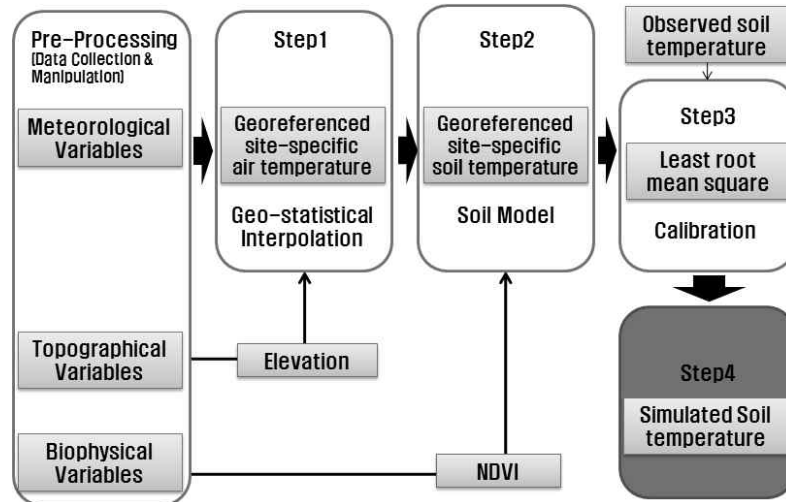 Pre-Processing
(Data Collection &
Manipulation)
Meteorological
Variables
Topographical
Variables
Biophysical
Variables
Step1
Georeferenced
site-specific
air temperature
Geo-statistical
Interpolation
Elevation
Step2
Georeferenced
site-specific
soil temperature
Soil Model
NDVI
Observed soil
temperature
Step3
Least root
mean square
Calibration
Step4
Simulated Soil
temperature